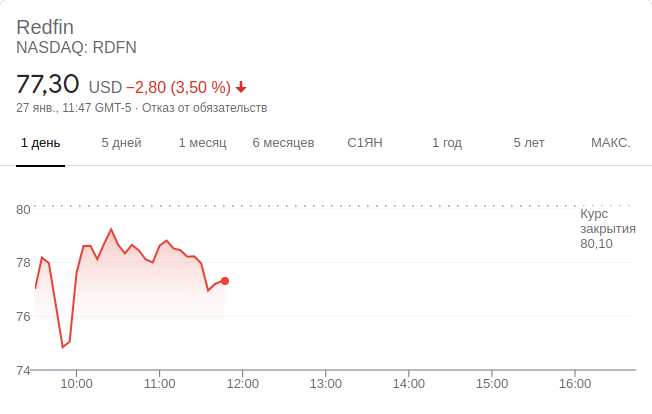 Redfin
NASDAQ: RDFN
77,30 USD −2,80 (3,50 %)
27 янв., 11:47 GMT-5 · Отказ от обязательств
1 день 5 дней 1 месяц 6 месяцев С1ЯН 1 год 5 лет МАКС.
80
Курс
закрытия
80,10
78
76
74
10:00 11:00 12:00 13:00 14:00 15:00 16:00